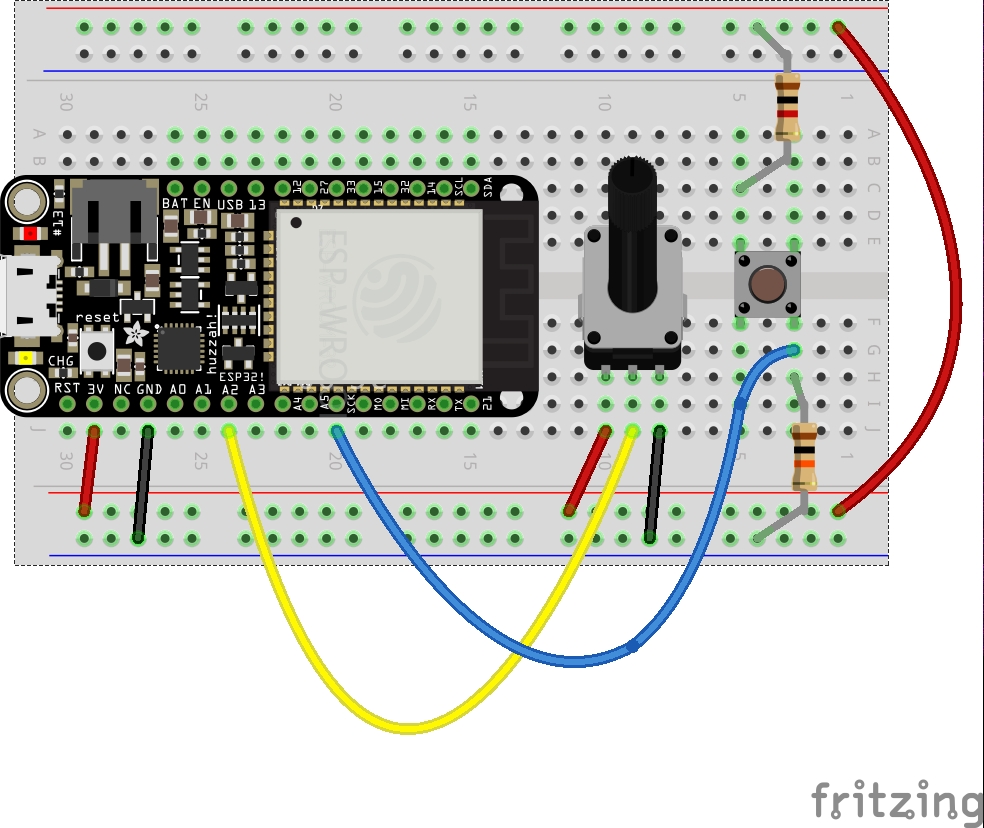 30 25 20 15 10 5 1
A A
B B
C
D
E
12 27 33 15 32 14 SCL SDA
BAT EN USB 13
#13
ESP-WRO
reset
huzzah!
ESP32!
CHG
RST 3V NC GND A0 A1 A2 A3 A4 A5 SCK MO MI RX TX 21
F
G
H
I
J J
30 25 20 15 10 5 1
fritzing